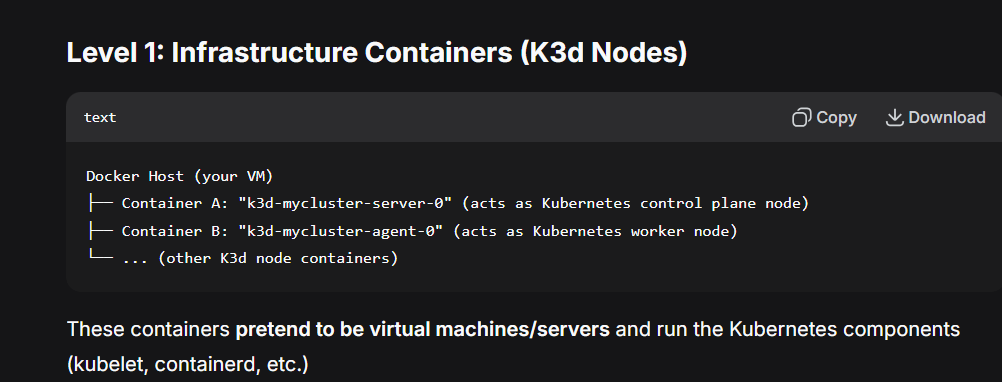 Level 1: Infrastructure Containers (K3d Nodes)
text
Copy
Download
Docker Host (your VM)
├── Container A: "k3d-mycluster-server-0" (acts as Kubernetes control plane node)
├── Container B: "k3d-mycluster-agent-0" (acts as Kubernetes worker node)
└── ... (other K3d node containers)
These containers pretend to be virtual machines/servers and run the Kubernetes components
(kubelet, containerd, etc.)